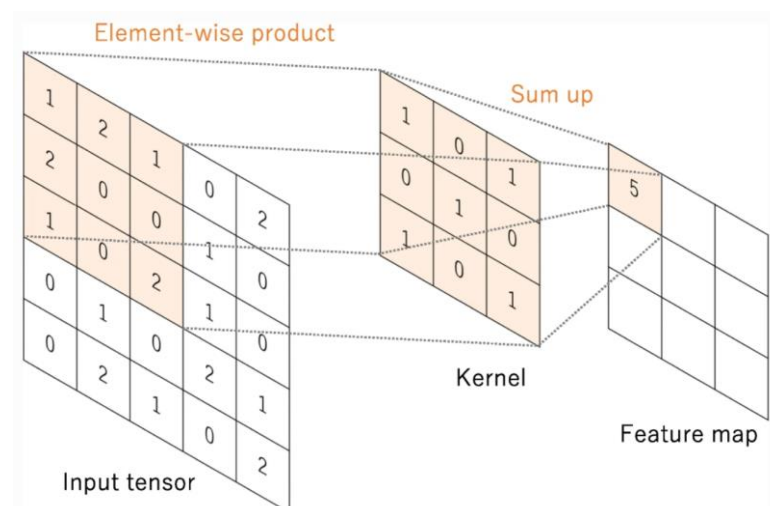 Element-wise product
Sum up
1 2 1 0 2
2 0 0 1 0
1 0 2 1 0
0 1 0 2 1
0 2 1 0 2
1 0 1
0 1 0
1 0 1
5
Kernel
Feature map
Input tensor